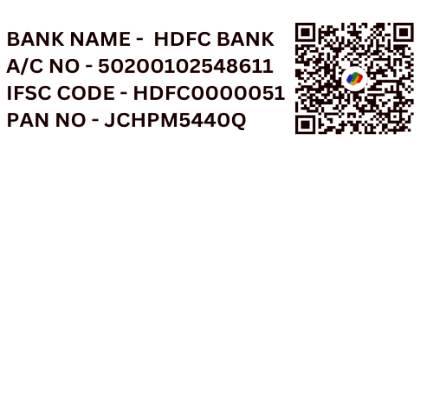 BANK NAME - HDFC BANK
A/C NO - 50200102548611
IFSC CODE - HDFC0000051
PAN NO - JCHPM5440Q